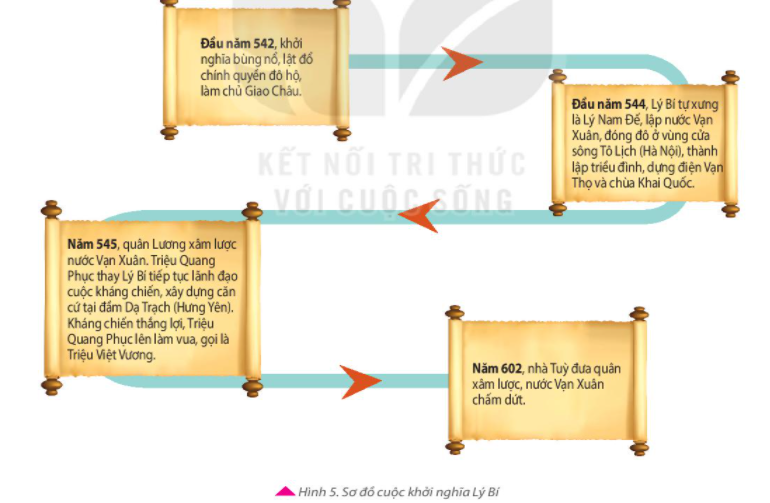 Đầu năm 542, khởi
nghĩa bùng nổ, lật đổ
chính quyền đô hộ,
làm chủ Giao Châu.
Đầu năm 544, Lý Bí tự xưng
là Lý Nam Đế, lập nước Vạn
Xuân, đóng đô ở vùng cửa
sông Tô Lịch (Hà Nội), thành
lập triều đình, dựng điện Vạn
Thọ và chùa Khai Quốc.
KẾT NỐI TRI THỨC
VỚI CUỘC SỐNG
Năm 545, quân Lương xâm lược
nước Vạn Xuân. Triệu Quang
Phục thay Lý Bí tiếp tục lãnh đạo
cuộc kháng chiến, xây dựng căn
cứ tại đầm Dạ Trạch (Hưng Yên).
Kháng chiến thắng lợi, Triệu
Quang Phục lên làm vua, gọi là
Triệu Việt Vương.
Năm 602, nhà Tuỳ đưa quân
xâm lược, nước Vạn Xuân
chấm dứt.
Hình 5. Sơ đồ cuộc khởi nghĩa Lý Bí